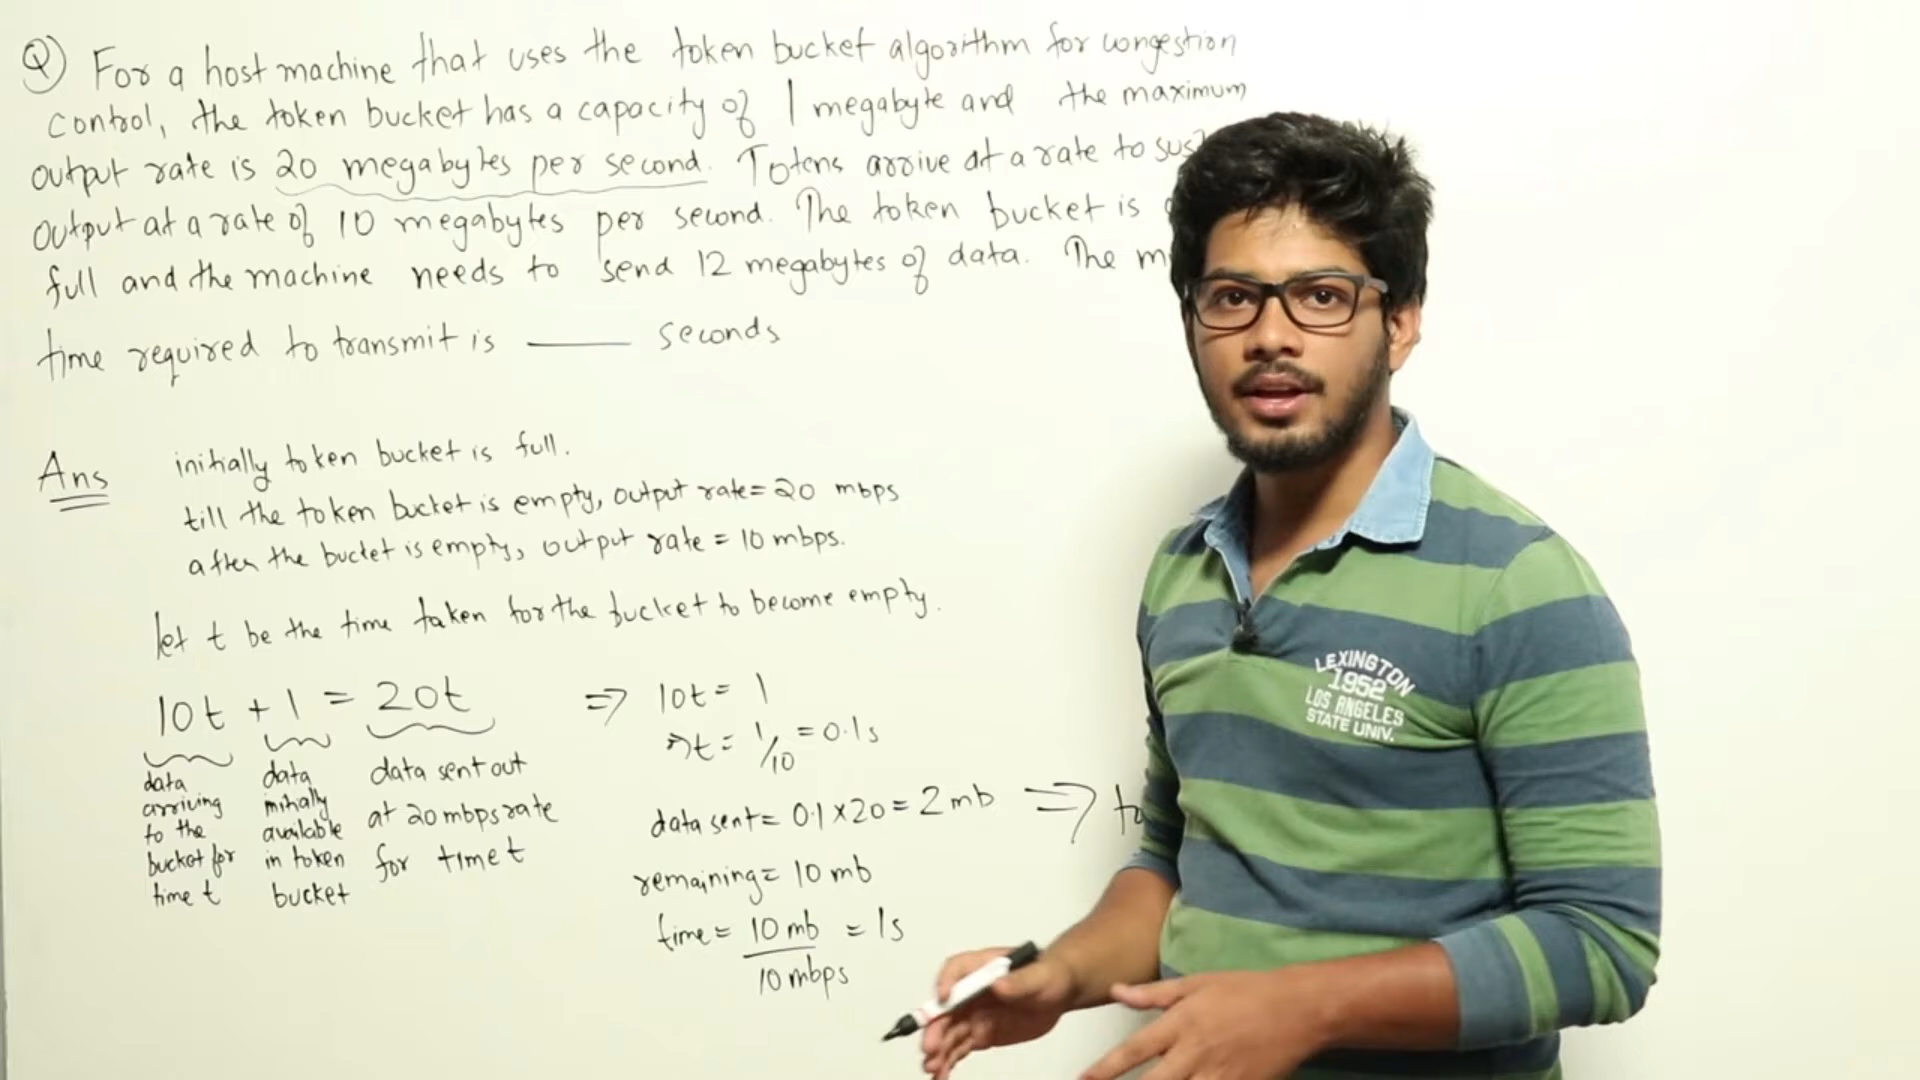 Q) For a host machine that uses the token bucket algorithm for congestion
control, the token bucket has a capacity of 1 megabyte and the maximum
output rate is 20 megabytes per second. Totens arrive at a rate to
output at a rate of 10 megabytes per second. The token bucket is
full and the machine needs to send 12 megabytes of data. The
time required to transmit is ____ seconds
Ans initially token bucket is full.
till the token bucket is empty, output rate = 20 mbps
after the bucket is empty, output rate = 10 mbps.
let t be the time taken for the bucket to become empty.
10t + 1 = 20t
data arriving to the bucket for time t
data initially available in token bucket
data sent out at 20 mbps rate for time t
⇒ 10t = 1
⇒ t = 1/10 = 0.1s
data sent = 0.1 × 20 = 2 mb ⇒
remaining = 10 mb
time = 10 mb / 10 mbps = 1s
LEXINGTON
1952
LOS ANGELES
STATE UNIV.